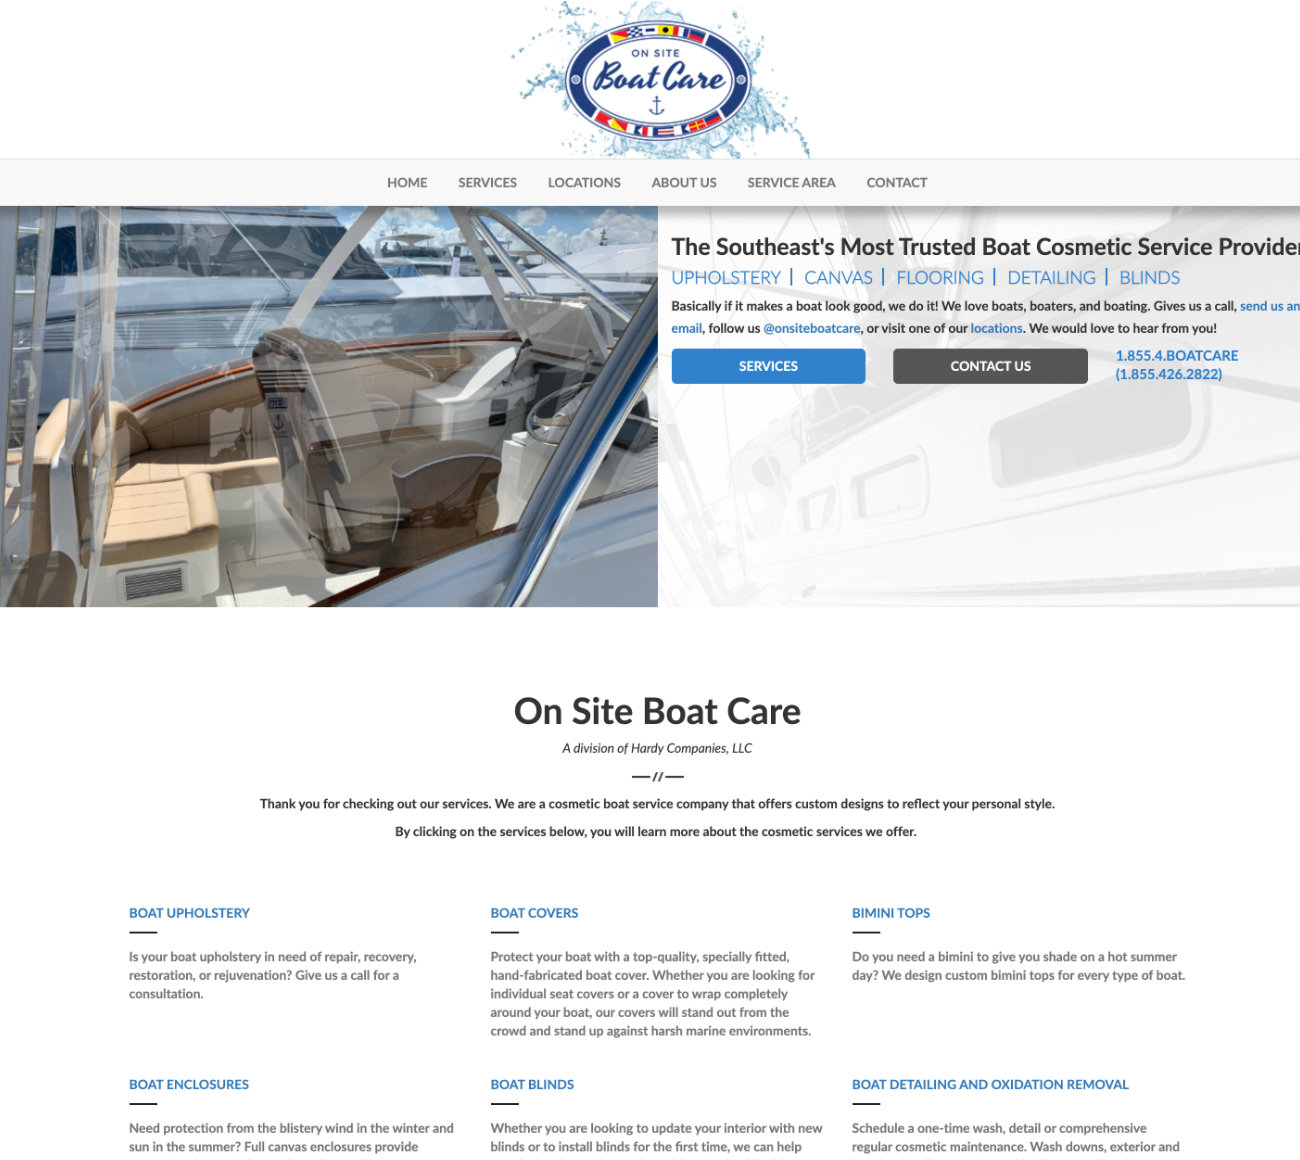 ON SITE
Boat Care
HOME SERVICES LOCATIONS ABOUT US SERVICE AREA CONTACT
The Southeast's Most Trusted Boat Cosmetic Service
UPHOLSTERY | CANVAS | FLOORING | DETAILING | BLINDS
Basically if it makes a boat look good, we do it! We love boats, boaters, and boating. Gives us a call, send us an
email, follow us @onsiteboatcare, or visit one of our locations. We would love to hear from you!
SERVICES CONTACT US 1.855.4.BOATCARE
(1.855.426.2822)
On Site Boat Care
A division of Hardy Companies, LLC
//
Thank you for checking out our services. We are a cosmetic boat service company that offers custom designs to reflect your personal style.
By clicking on the services below, you will learn more about the cosmetic services we offer.
BOAT UPHOLSTERY
Is your boat upholstery in need of repair, recovery,
restoration, or rejuvenation? Give us a call for a
consultation.
BOAT COVERS
Protect your boat with a top-quality, specially fitted,
hand-fabricated boat cover. Whether you are looking for
individual seat covers or a cover to wrap completely
around your boat, our covers will stand out from the
crowd and stand up against harsh marine environments.
BIMINI TOPS
Do you need a bimini to give you shade on a hot summer
day? We design custom bimini tops for every type of boat.
BOAT ENCLOSURES
Need protection from the blistery wind in the winter and
sun in the summer? Full canvas enclosures provide
BOAT BLINDS
Whether you are looking to update your interior with new
blinds or to install blinds for the first time, we can help
BOAT DETAILING AND OXIDATION REMOVAL
Schedule a one-time wash, detail or comprehensive
regular cosmetic maintenance. Wash downs, exterior and